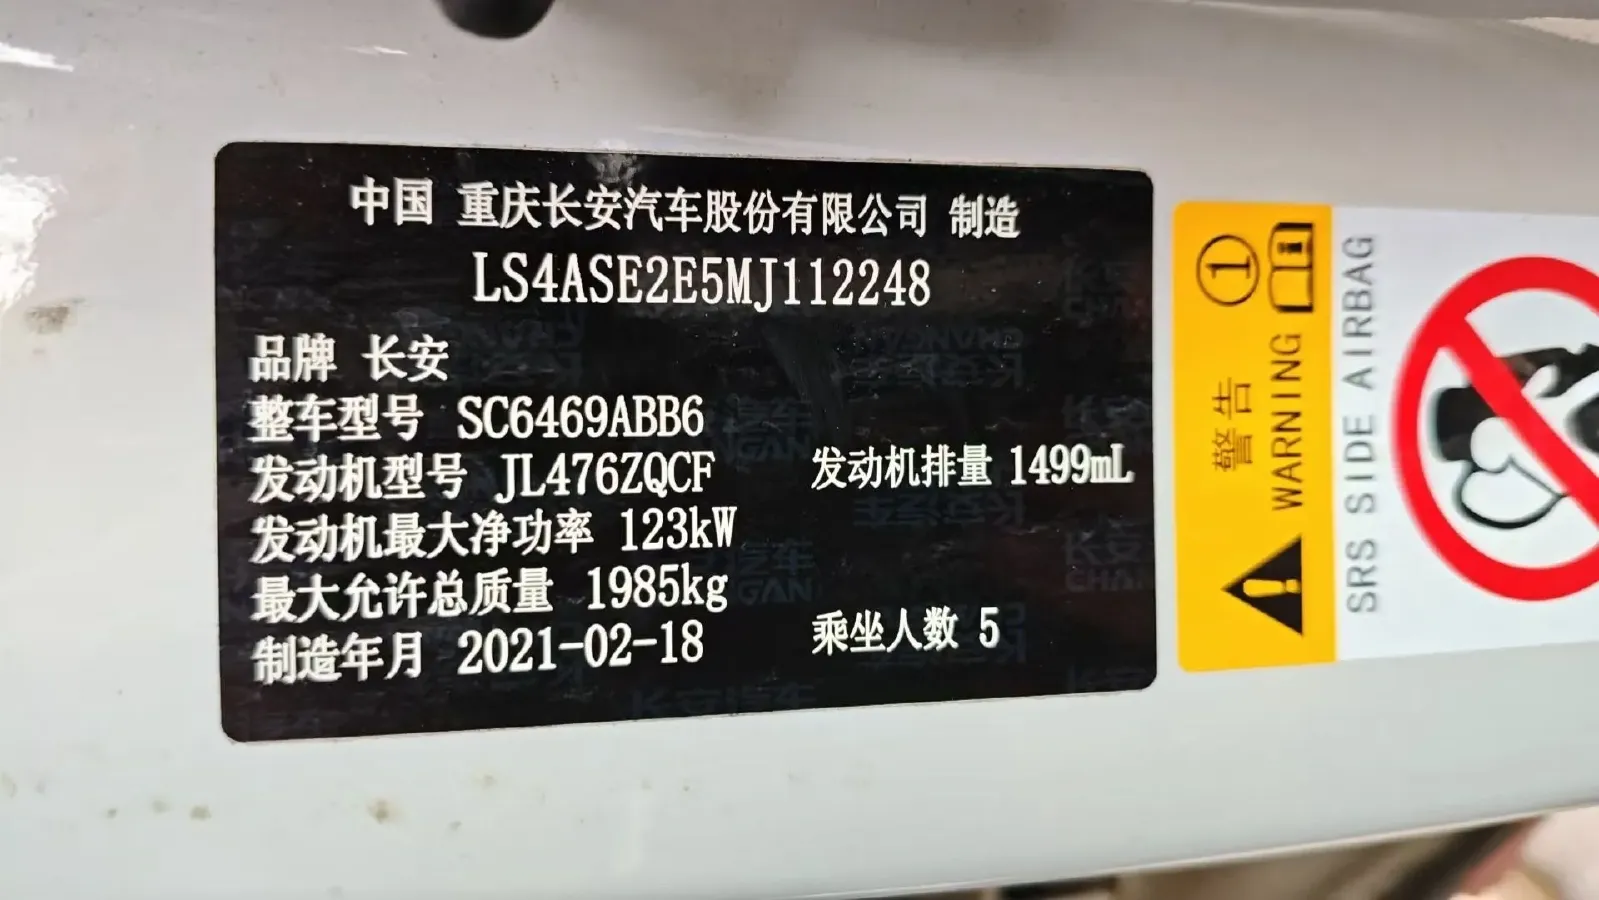 中国 重庆长安汽车股份有限公司 制造
LS4ASE2E5MJ112248
品牌 长安
整车型号 SC6469ABB6
发动机型号 JL476ZQCF 发动机排量 1499mL
发动机最大净功率 123kW
最大允许总质量 1985kg
制造年月 2021-02-18 乘坐人数 5
1
警告
WARNING
SRS SIDE AIRBAG